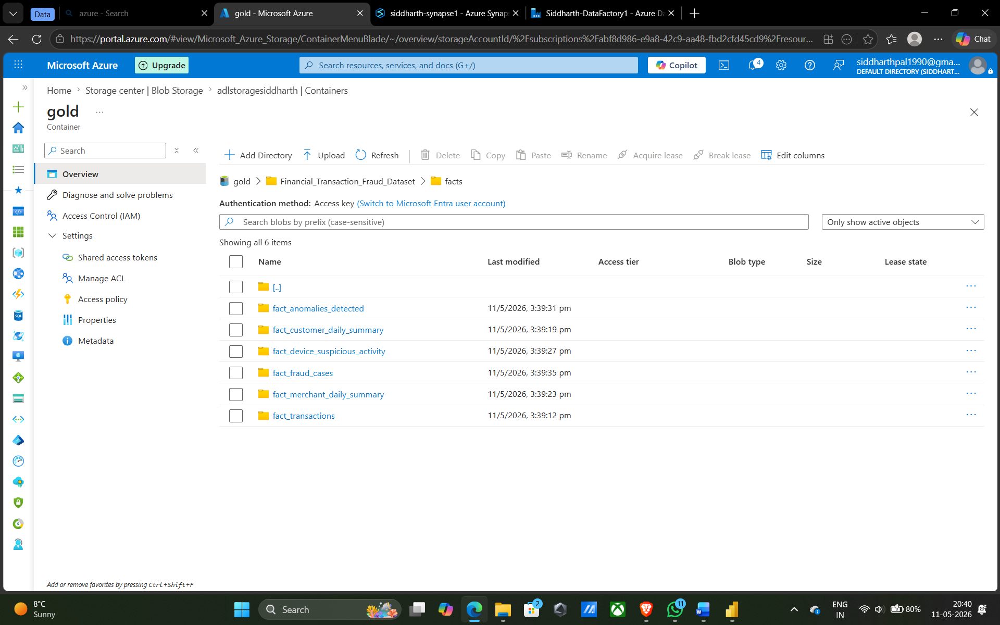 Data
azure - Search
gold - Microsoft Azure
siddharth-synapse1 - Azure Synaps
Siddharth-DataFactory1 - Azure Da
https://portal.azure.com/#view/Microsoft_Azure_Storage/ContainerMenuBlade/~/overview/storageAccountId/%2Fsubscriptions%2Fabf8d986-e9a8-42c9-aa48-fbd2cfd45cd9%2Fresour...
Chat
Microsoft Azure
Upgrade
Search resources, services, and docs (G+/)
Copilot
4
siddharthpal1990@gma...
DEFAULT DIRECTORY (SIDDHART...
Home > Storage center | Blob Storage > adlstoragesiddharth | Containers
gold ...
Container
Search
Overview
Diagnose and solve problems
Access Control (IAM)
Settings
Shared access tokens
Manage ACL
Access policy
Properties
Metadata
Add or remove favorites by pressing Ctrl+Shift+F
Add Directory
Upload
Refresh
Delete
Copy
Paste
Rename
Acquire lease
Break lease
Edit columns
gold > Financial_Transaction_Fraud_Dataset > facts
Authentication method: Access key (Switch to Microsoft Entra user account)
Search blobs by prefix (case-sensitive)
Only show active objects
Showing all 6 items
Name Last modified Access tier Blob type Size Lease state
[..]
fact_anomalies_detected 11/5/2026, 3:39:31 pm
fact_customer_daily_summary 11/5/2026, 3:39:19 pm
fact_device_suspicious_activity 11/5/2026, 3:39:27 pm
fact_fraud_cases 11/5/2026, 3:39:35 pm
fact_merchant_daily_summary 11/5/2026, 3:39:23 pm
fact_transactions 11/5/2026, 3:39:12 pm
8°C
Sunny
Search
2
11
ENG
IN
80%
20:40
11-05-2026